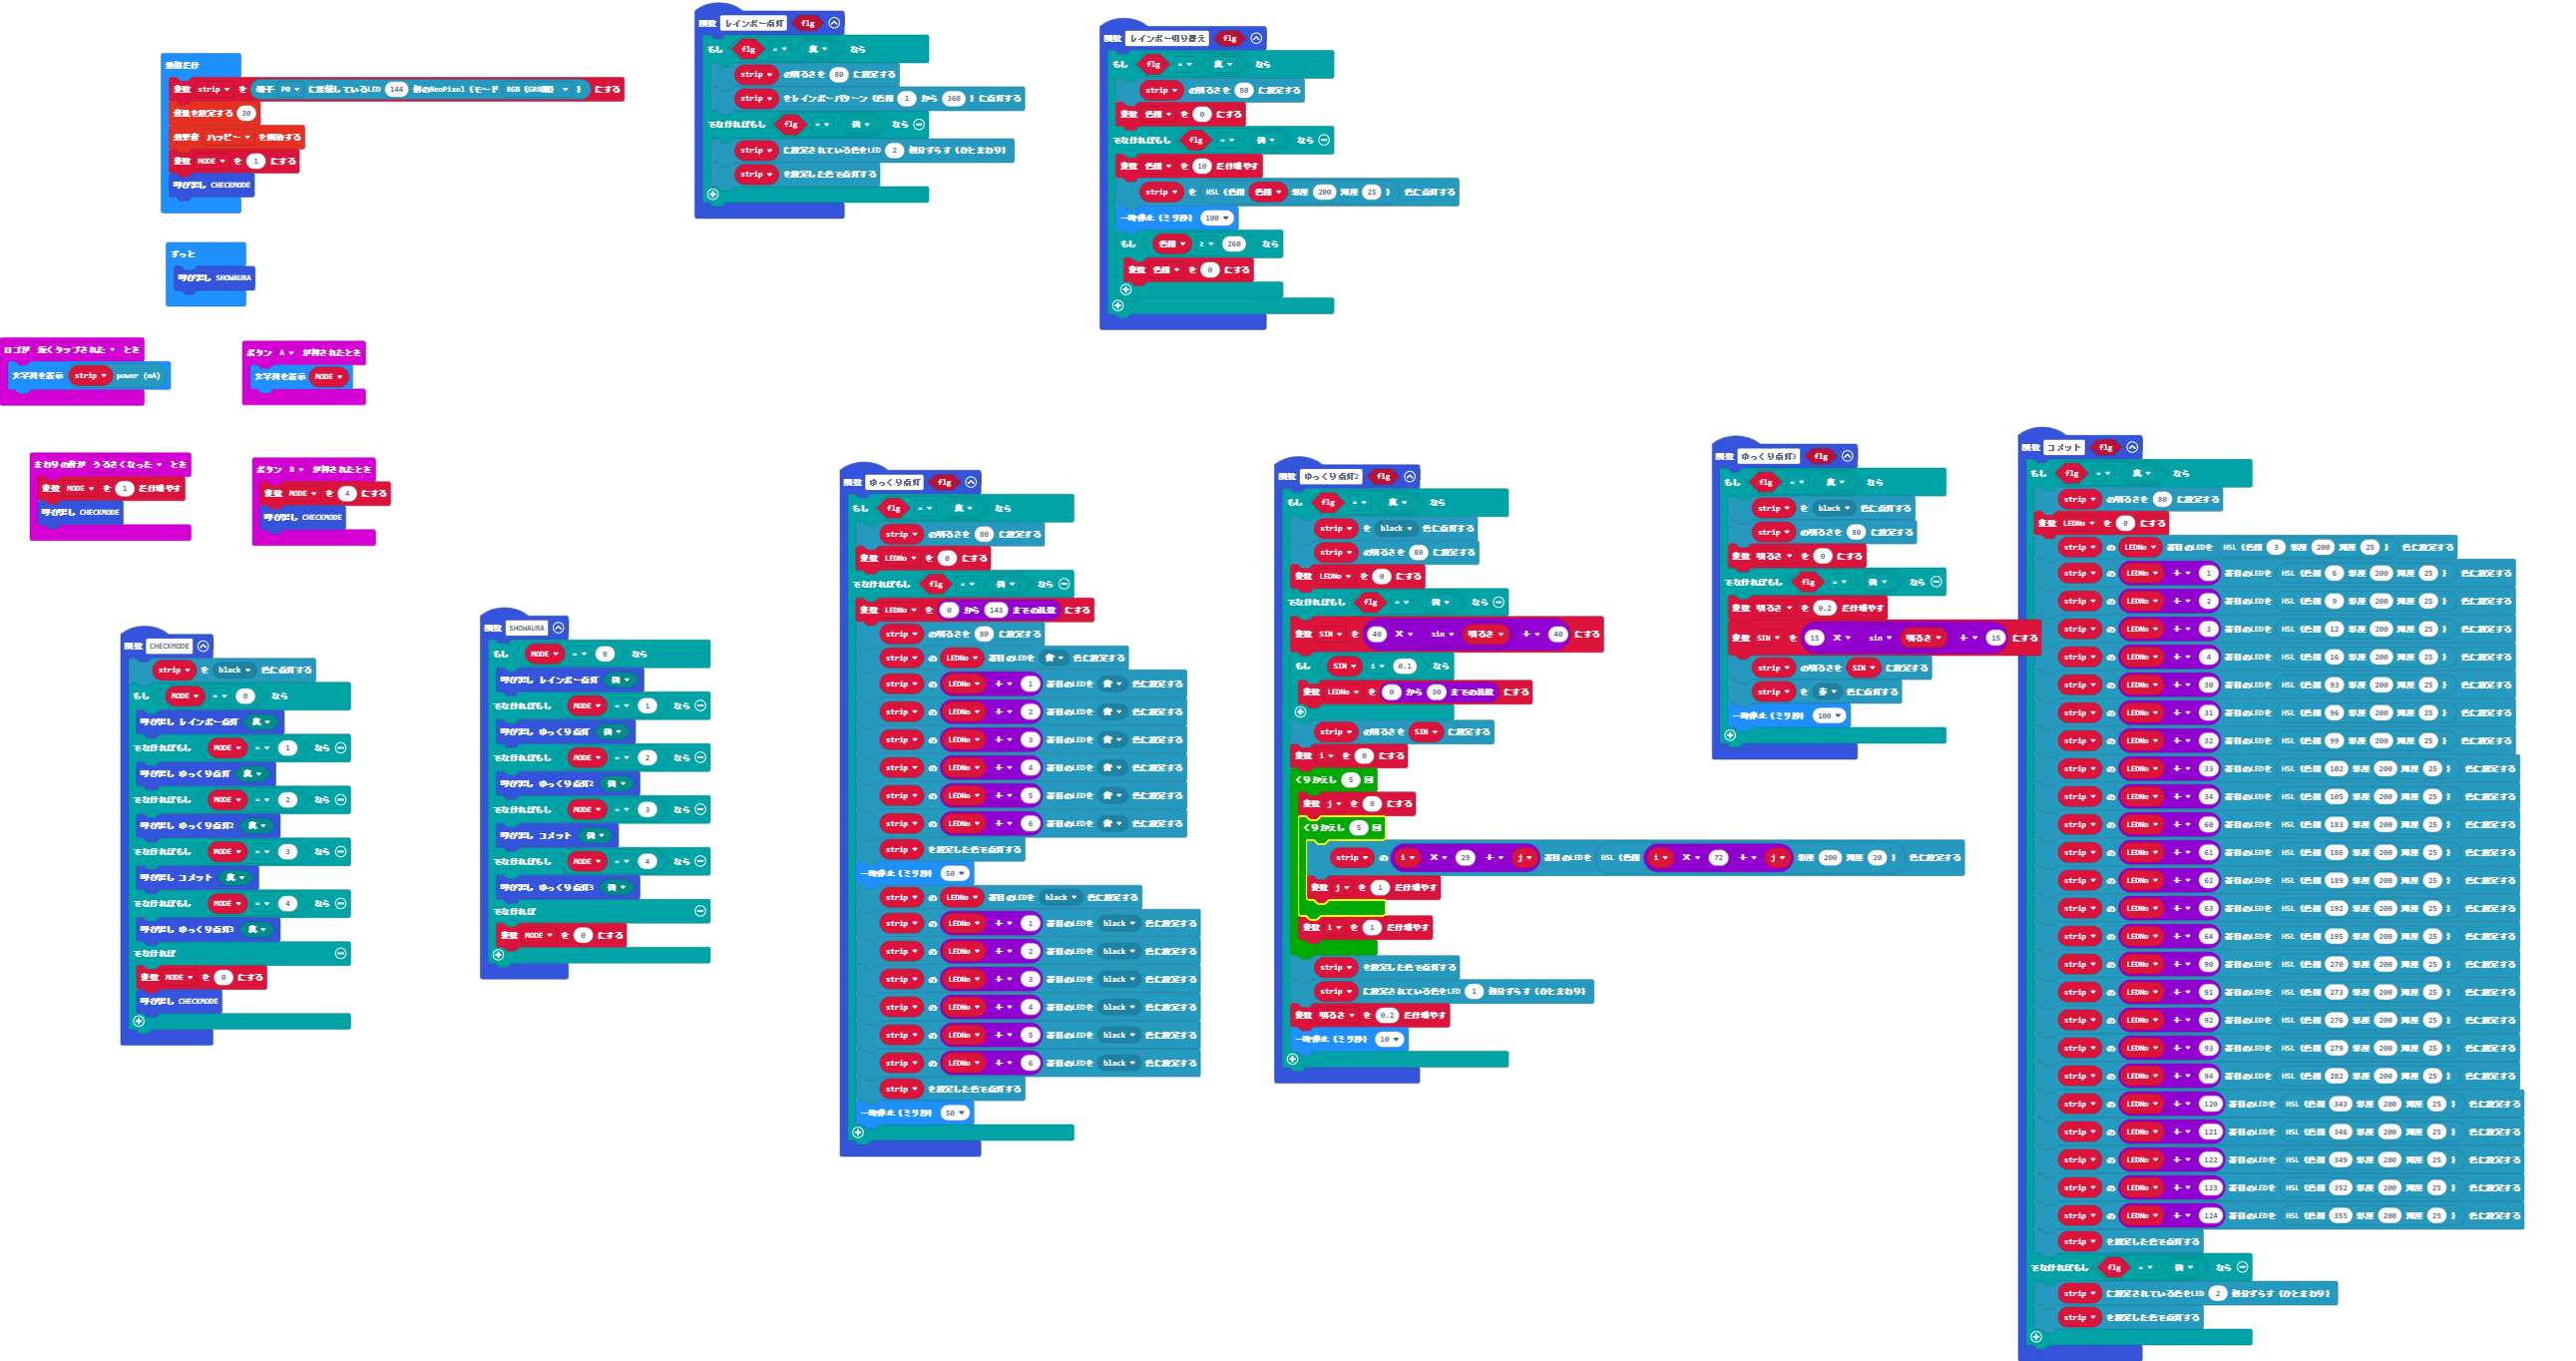 最初だけ
変数 strip を 端子 P0 に接続しているLED 144 個のNeoPixel (モード RGB (GRB順) ) にする
音量を設定する 30
効果音 ハッピー を開始する
変数 MODE を 1 にする
呼び出し CHECKMODE
ずっと
呼び出し SHOWAURA
ロゴが 短くタップされた とき
文字列を表示 strip power (mA)
ボタン A が押されたとき
文字列を表示 MODE
まわりの音が うるさくなった とき
変数 MODE を 1 だけ増やす
呼び出し CHECKMODE
ボタン B が押されたとき
変数 MODE を 4 にする
呼び出し CHECKMODE
関数 CHECKMODE
strip を black 色に点灯する
もし MODE = 0 なら
呼び出し レインボー点灯 真
でなければもし MODE = 1 なら
呼び出し ゆっくり点灯 真
でなければもし MODE = 2 なら
呼び出し ゆっくり点灯2 真
でなければもし MODE = 3 なら
呼び出し コメット 真
でなければもし MODE = 4 なら
呼び出し ゆっくり点灯3 真
でなければ
変数 MODE を 0 にする
呼び出し CHECKMODE
関数 SHOWAURA
もし MODE = 0 なら
呼び出し レインボー点灯 偽
でなければもし MODE = 1 なら
呼び出し ゆっくり点灯 偽
でなければもし MODE = 2 なら
呼び出し ゆっくり点灯2 偽
でなければもし MODE = 3 なら
呼び出し コメット 偽
でなければもし MODE = 4 なら
呼び出し ゆっくり点灯3 偽
でなければ
変数 MODE を 0 にする
関数 レインボー点灯 flg
もし flg = 真 なら
strip の明るさを 80 に設定する
strip をレインボーパターン (色相 1 から 360 ) に点灯する
でなければもし flg = 偽 なら
strip に設定されている色をLED 2 個分ずらす (ひとまわり)
strip を設定した色で点灯する
関数 レインボー切り替え flg
もし flg = 真 なら
strip の明るさを 80 に設定する
変数 色相 を 0 にする
でなければもし flg = 偽 なら
変数 色相 を 10 だけ増やす
strip を HSL (色相 色相 彩度 200 輝度 25 ) 色に点灯する
一時停止 (ミリ秒) 100
もし 色相 ≥ 260 なら
変数 色相 を 0 にする
関数 ゆっくり点灯 flg
もし flg = 真 なら
strip の明るさを 80 に設定する
変数 LEDNo を 0 にする
でなければもし flg = 偽 なら
変数 LEDNo を 0 から 143 までの乱数 にする
strip の明るさを 80 に設定する
strip の LEDNo 番目のLEDを 青 色に設定する
strip の LEDNo + 1 番目のLEDを 青 色に設定する
strip の LEDNo + 2 番目のLEDを 青 色に設定する
strip の LEDNo + 3 番目のLEDを 青 色に設定する
strip の LEDNo + 4 番目のLEDを 青 色に設定する
strip の LEDNo + 5 番目のLEDを 青 色に設定する
strip の LEDNo + 6 番目のLEDを 青 色に設定する
strip を設定した色で点灯する
一時停止 (ミリ秒) 50
strip の LEDNo 番目のLEDを black 色に設定する
strip の LEDNo + 1 番目のLEDを black 色に設定する
strip の LEDNo + 2 番目のLEDを black 色に設定する
strip の LEDNo + 3 番目のLEDを black 色に設定する
strip の LEDNo + 4 番目のLEDを black 色に設定する
strip の LEDNo + 5 番目のLEDを black 色に設定する
strip の LEDNo + 6 番目のLEDを black 色に設定する
strip を設定した色で点灯する
一時停止 (ミリ秒) 50
関数 ゆっくり点灯2 flg
もし flg = 真 なら
strip を black 色に点灯する
strip の明るさを 80 に設定する
変数 LEDNo を 0 にする
でなければもし flg = 偽 なら
変数 SIN を 40 × sin 明るさ + 40 にする
もし SIN 0.1 なら
変数 LEDNo を 0 から 30 までの乱数 にする
strip の明るさを SIN に設定する
変数 i を 0 にする
くりかえし 5 回
変数 j を 0 にする
くりかえし 5 回
strip の i × 29 + j 番目のLEDを HSL (色相 i × 72 + j 彩度 200 輝度 20 ) 色に設定する
変数 j を 1 だけ増やす
変数 i を 1 だけ増やす
strip を設定した色で点灯する
strip に設定されている色をLED 1 個分ずらす (ひとまわり)
変数 明るさ を 0.2 だけ増やす
一時停止 (ミリ秒) 10
関数 ゆっくり点灯3 flg
もし flg = 真 なら
strip を black 色に点灯する
strip の明るさを 80 に設定する
変数 明るさ を 0 にする
でなければもし flg = 偽 なら
変数 明るさ を 0.2 だけ増やす
変数 SIN を 15 × sin 明るさ + 15 にする
strip の明るさを SIN に設定する
strip を 赤 色に点灯する
一時停止 (ミリ秒) 100
関数 コメット flg
もし flg = 真 なら
strip の明るさを 80 に設定する
変数 LEDNo を 0 にする
strip の LEDNo 番目のLEDを HSL (色相 3 彩度 200 輝度 25 ) 色に設定する
strip の LEDNo + 1 番目のLEDを HSL (色相 6 彩度 200 輝度 25 ) 色に設定する
strip の LEDNo + 2 番目のLEDを HSL (色相 9 彩度 200 輝度 25 ) 色に設定する
strip の LEDNo + 3 番目のLEDを HSL (色相 12 彩度 200 輝度 25 ) 色に設定する
strip の LEDNo + 4 番目のLEDを HSL (色相 16 彩度 200 輝度 25 ) 色に設定する
strip の LEDNo + 30 番目のLEDを HSL (色相 93 彩度 200 輝度 25 ) 色に設定する
strip の LEDNo + 31 番目のLEDを HSL (色相 96 彩度 200 輝度 25 ) 色に設定する
strip の LEDNo + 32 番目のLEDを HSL (色相 99 彩度 200 輝度 25 ) 色に設定する
strip の LEDNo + 33 番目のLEDを HSL (色相 102 彩度 200 輝度 25 ) 色に設定する
strip の LEDNo + 34 番目のLEDを HSL (色相 105 彩度 200 輝度 25 ) 色に設定する
strip の LEDNo + 60 番目のLEDを HSL (色相 183 彩度 200 輝度 25 ) 色に設定する
strip の LEDNo + 61 番目のLEDを HSL (色相 186 彩度 200 輝度 25 ) 色に設定する
strip の LEDNo + 62 番目のLEDを HSL (色相 189 彩度 200 輝度 25 ) 色に設定する
strip の LEDNo + 63 番目のLEDを HSL (色相 192 彩度 200 輝度 25 ) 色に設定する
strip の LEDNo + 64 番目のLEDを HSL (色相 195 彩度 200 輝度 25 ) 色に設定する
strip の LEDNo + 90 番目のLEDを HSL (色相 270 彩度 200 輝度 25 ) 色に設定する
strip の LEDNo + 91 番目のLEDを HSL (色相 273 彩度 200 輝度 25 ) 色に設定する
strip の LEDNo + 92 番目のLEDを HSL (色相 276 彩度 200 輝度 25 ) 色に設定する
strip の LEDNo + 93 番目のLEDを HSL (色相 279 彩度 200 輝度 25 ) 色に設定する
strip の LEDNo + 94 番目のLEDを HSL (色相 282 彩度 200 輝度 25 ) 色に設定する
strip の LEDNo + 120 番目のLEDを HSL (色相 343 彩度 200 輝度 25 ) 色に設定する
strip の LEDNo + 121 番目のLEDを HSL (色相 346 彩度 200 輝度 25 ) 色に設定する
strip の LEDNo + 122 番目のLEDを HSL (色相 349 彩度 200 輝度 25 ) 色に設定する
strip の LEDNo + 123 番目のLEDを HSL (色相 352 彩度 200 輝度 25 ) 色に設定する
strip の LEDNo + 124 番目のLEDを HSL (色相 355 彩度 200 輝度 25 ) 色に設定する
strip を設定した色で点灯する
でなければもし flg = 偽 なら
strip に設定されている色をLED 2 個分ずらす (ひとまわり)
strip を設定した色で点灯する